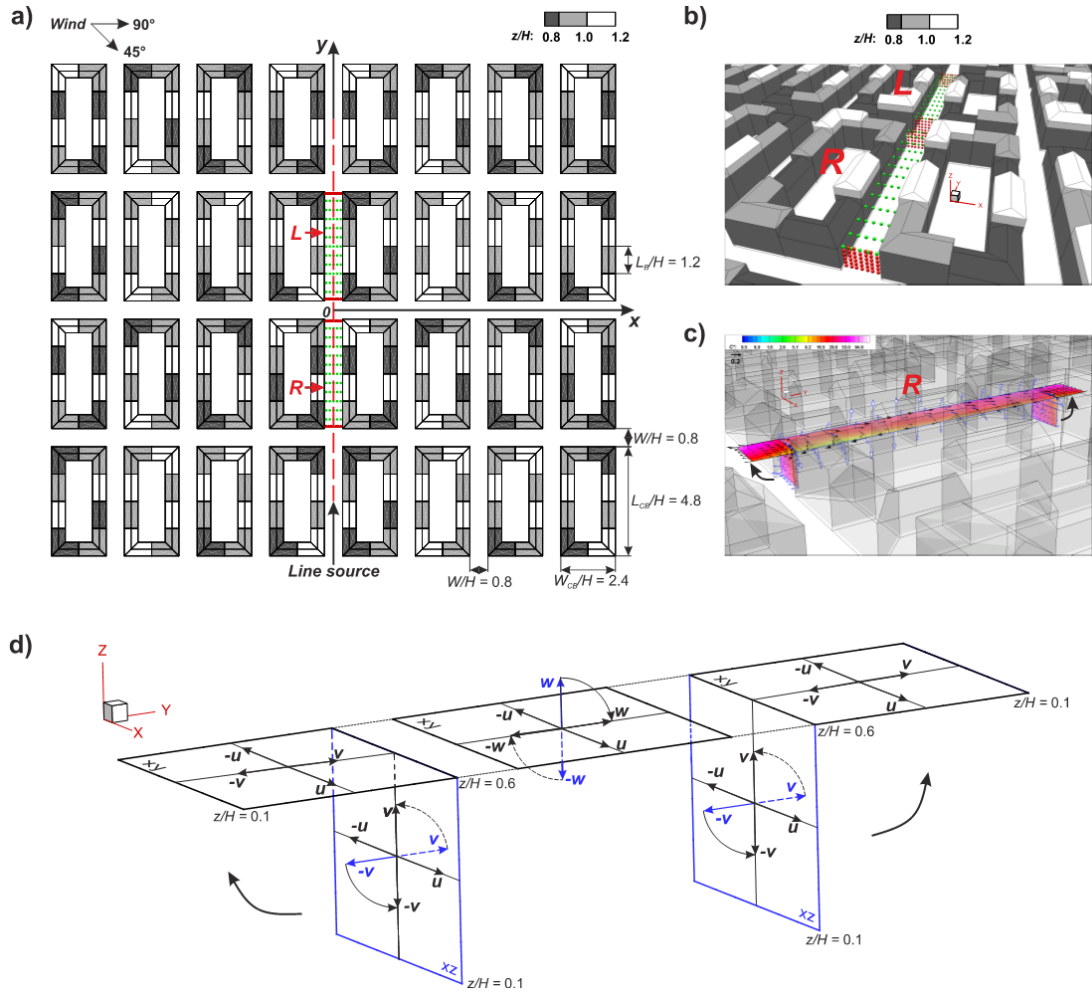 a)
Wind
90°
45°
y
z/H:
0.8
1.0
1.2
L
L_B/H = 1.2
0
x
R
W/H = 0.8
L_CB/H = 4.8
Line source
W/H = 0.8
W_CB/H = 2.4
b)
z/H:
0.8
1.0
1.2
L
R
Z
Y
X
c)
R
d)
Z
Y
X
xy
-u
v
-v
u
z/H = 0.1
z/H = 0.6
v
-u
v
-v
u
-v
xz
z/H = 0.1
xy
w
-u
w
-w
u
-w
xy
-u
v
-v
u
z/H = 0.1
z/H = 0.6
v
-u
v
-v
u
-v
xz
z/H = 0.1